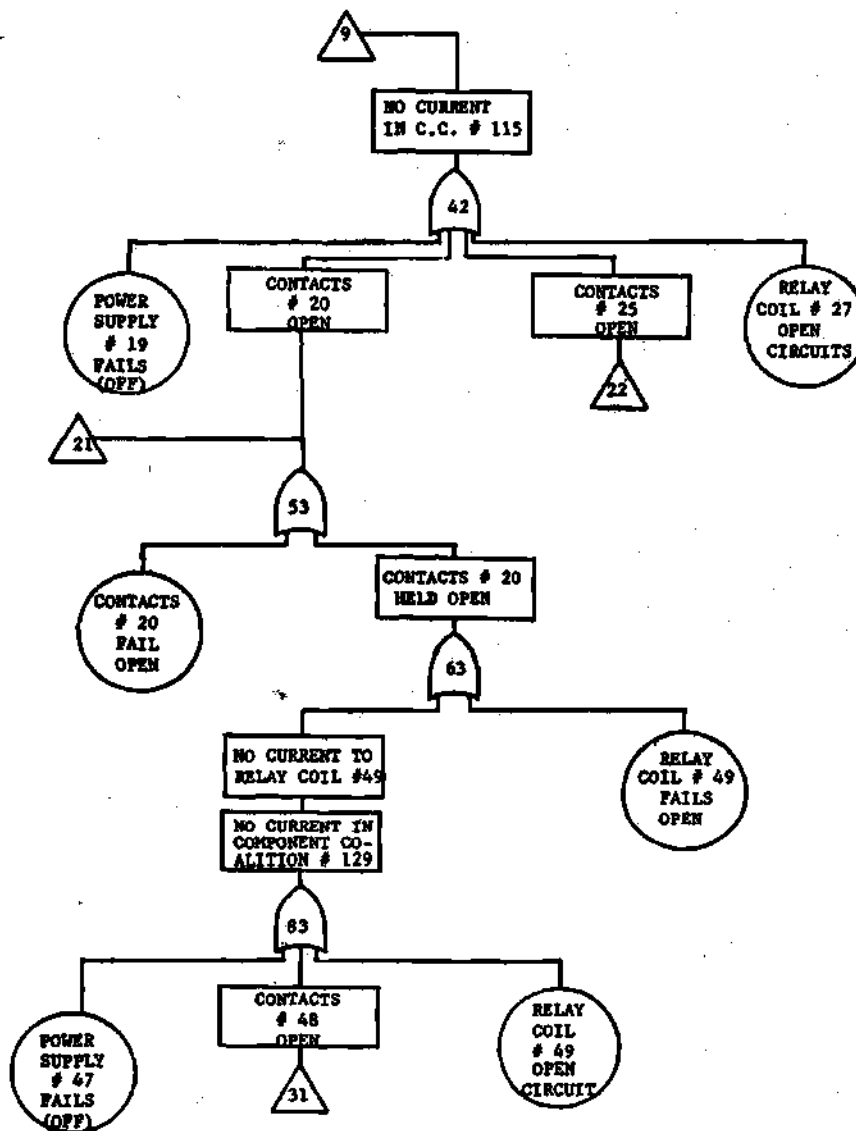 9
NO CURRENT
IN C.C. # 115
42
POWER
SUPPLY
# 19
FAILS
(OFF)
CONTACTS
# 20
OPEN
CONTACTS
# 25
OPEN
RELAY
COIL # 27
OPEN
CIRCUITS
22
21
53
CONTACTS
# 20
FAIL
OPEN
CONTACTS # 20
HELD OPEN
63
NO CURRENT TO
RELAY COIL #49
RELAY
COIL # 49
FAILS
OPEN
NO CURRENT IN
COMPONENT CO-
ALITION # 129
83
POWER
SUPPLY
# 47
FAILS
(OFF)
CONTACTS
# 48
OPEN
RELAY
COIL
# 49
OPEN
CIRCUIT
31